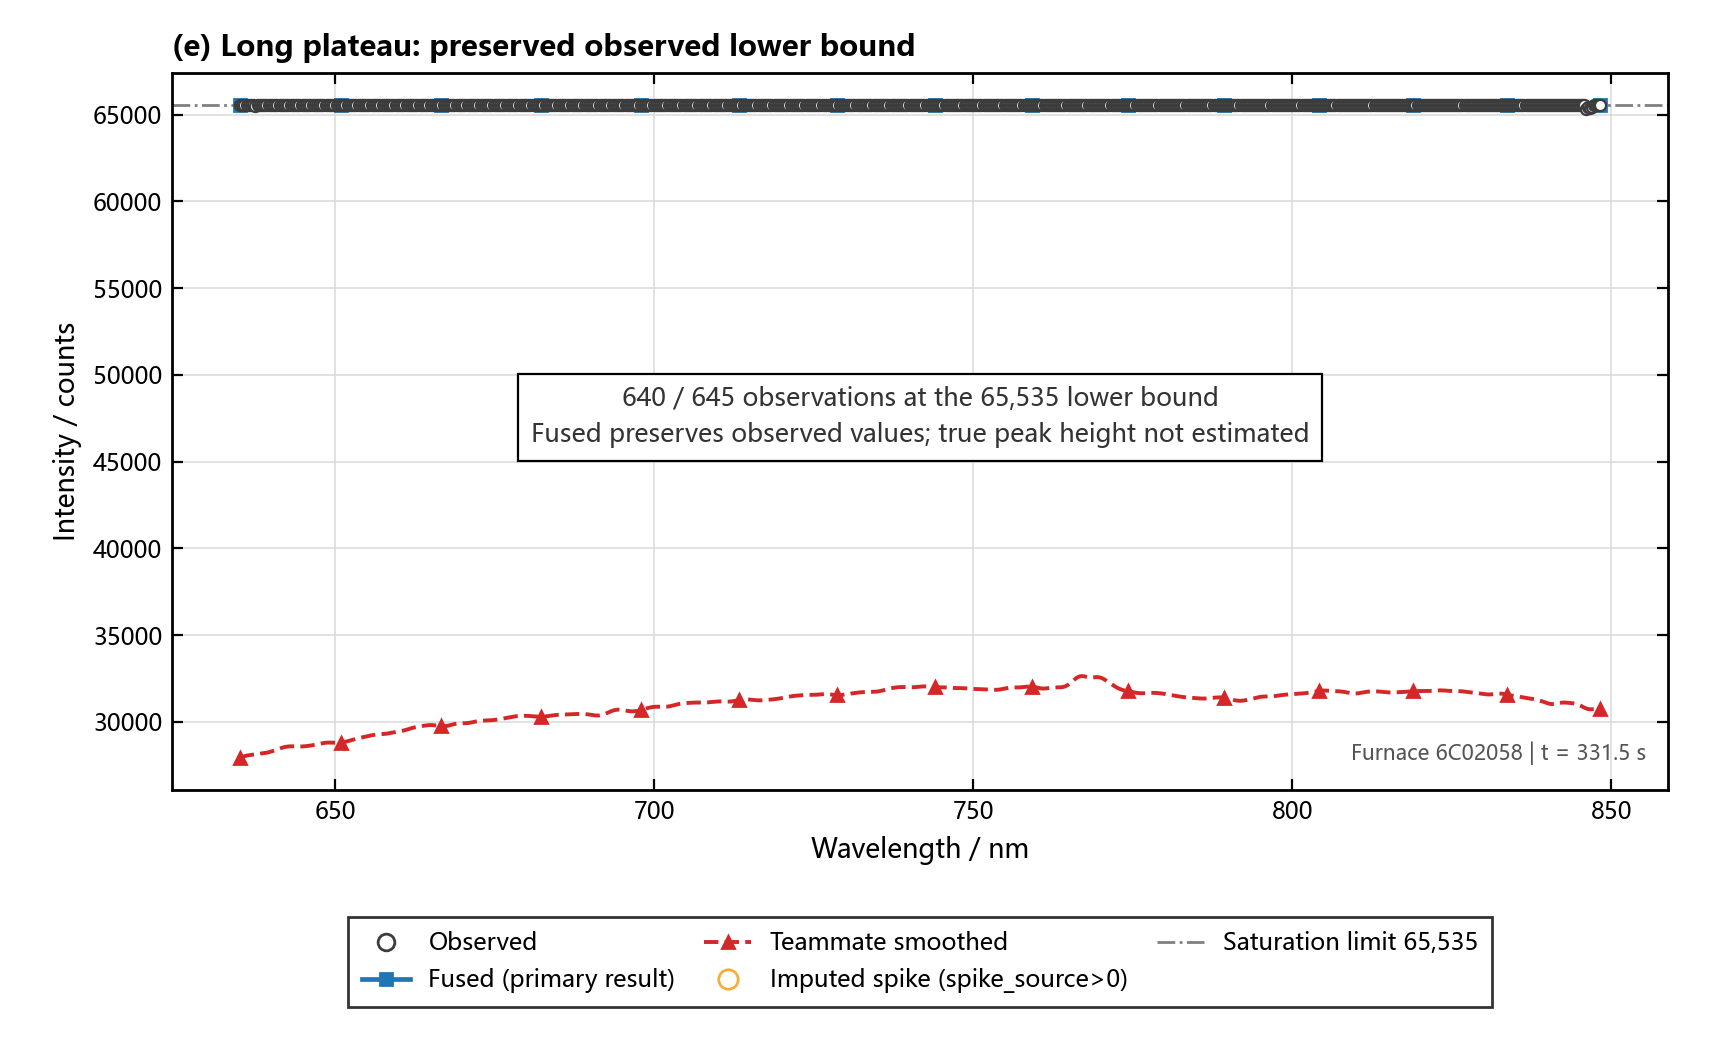 (e) Long plateau: preserved observed lower bound
65000
60000
55000
50000
45000
40000
35000
30000
Intensity / counts
640 / 645 observations at the 65,535 lower bound
Fused preserves observed values; true peak height not estimated
Furnace 6C02058 | t = 331.5 s
650 700 750 800 850
Wavelength / nm
Observed
Fused (primary result)
Teammate smoothed
Imputed spike (spike_source>0)
Saturation limit 65,535